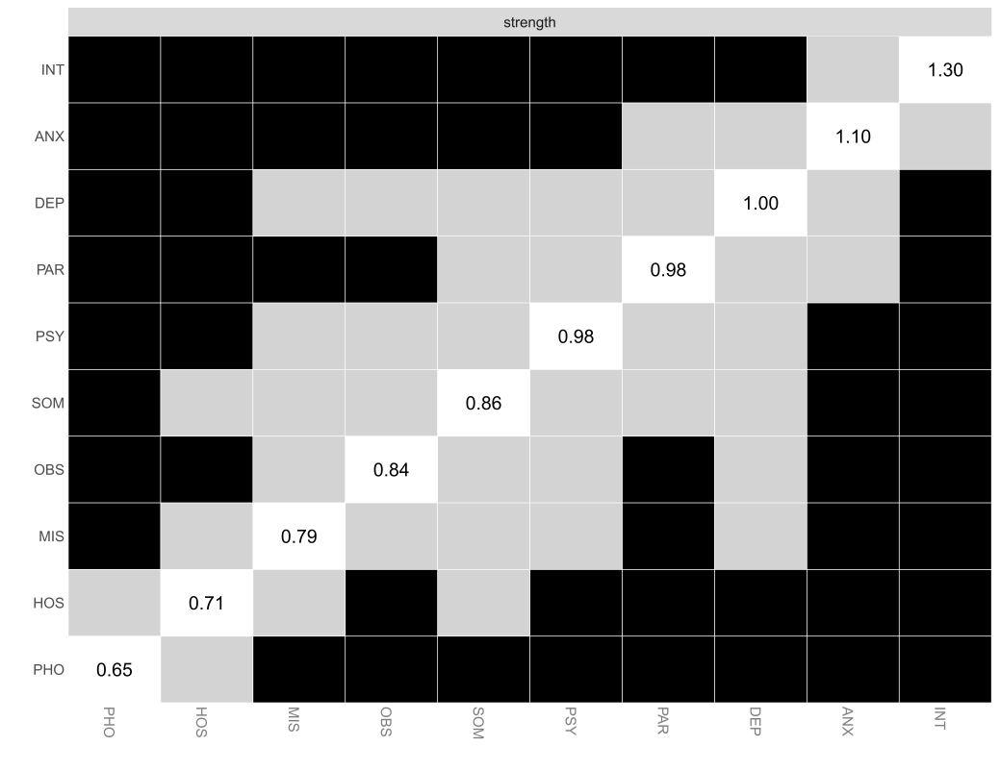 strength
INT 1.30
ANX 1.10
DEP 1.00
PAR 0.98
PSY 0.98
SOM 0.86
OBS 0.84
MIS 0.79
HOS 0.71
PHO 0.65
PHO HOS MIS OBS SOM PSY PAR DEP ANX INT